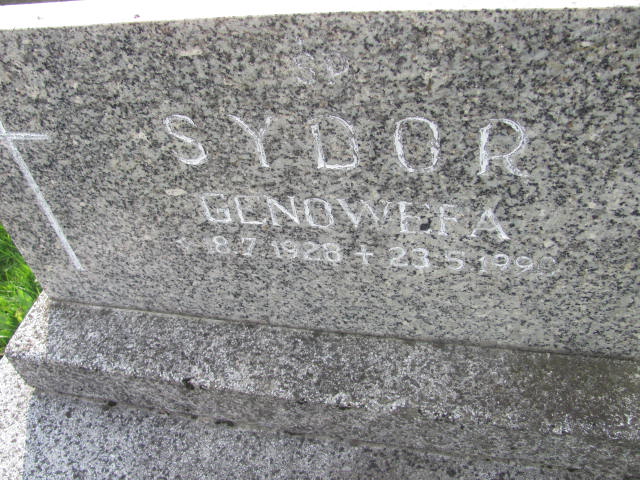 SYDOR
GENOWEFA
8.7.1928 + 23.5